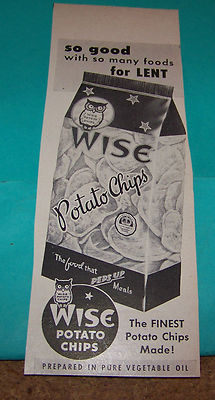 so good
with so many foods
for LENT
WISE
Potato Chips
"The food that
PEPS UP
Meals
WISE
POTATO
CHIPS
The FINEST
Potato Chips
Made!
PREPARED IN PURE VEGETABLE OIL